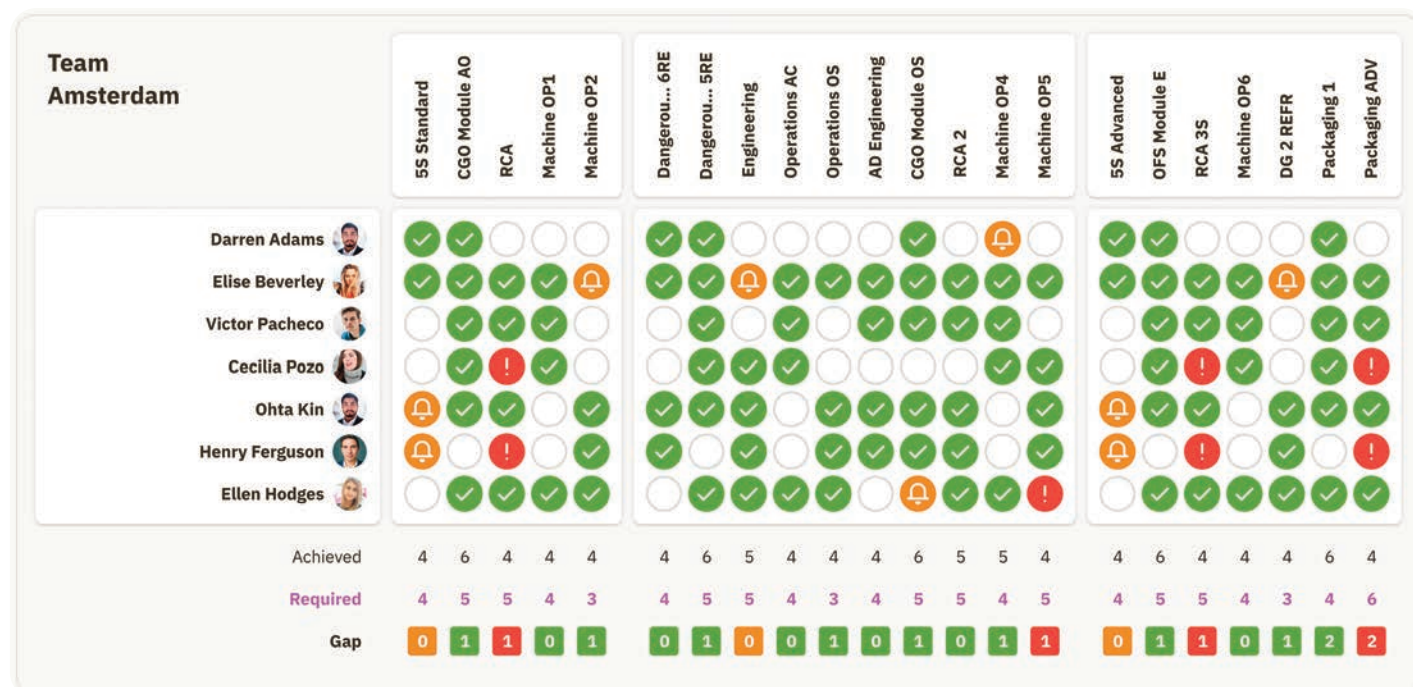 Team
Amsterdam
5S Standard
CGO Module AO
RCA
Machine OP1
Machine OP2
Dangerou... 6RE
Dangerou... 5RE
Engineering
Operations AC
Operations OS
AD Engineering
CGO Module OS
RCA 2
Machine OP4
Machine OP5
5S Advanced
OFS Module E
RCA 3S
Machine OP6
DG 2 REFR
Packaging 1
Packaging ADV
Darren Adams
Elise Beverley
Victor Pacheco
Cecilia Pozo
Ohta Kin
Henry Ferguson
Ellen Hodges
Achieved 4 6 4 4 4 4 6 5 4 4 4 6 5 5 4 4 6 4 4 4 6 4
Required 4 5 5 4 3 4 5 5 4 3 4 5 5 4 5 4 5 5 4 3 4 6
Gap 0 1 1 0 1 0 1 0 0 1 0 1 0 1 1 0 1 1 0 1 2 2